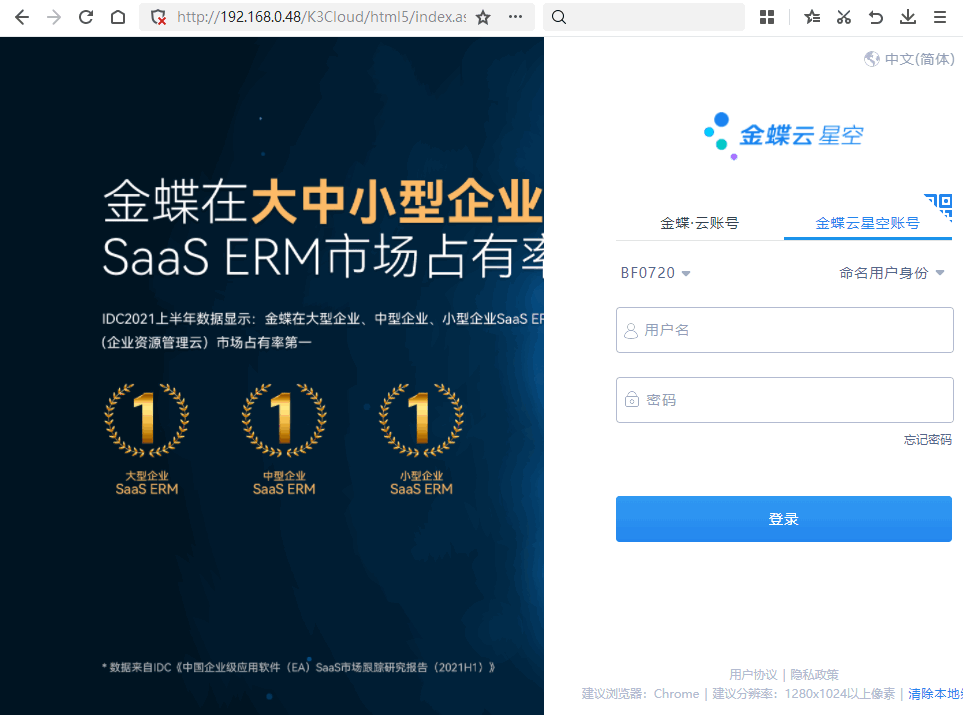 http://192.168.0.48/K3Cloud/html5/index.as
中文(简体)
金蝶云星空
金蝶在大中小型企业
SaaS ERM市场占有率
IDC2021上半年数据显示：金蝶在大型企业、中型企业、小型企业SaaS ER
(企业资源管理云）市场占有率第一
1 1 1
大型企业 中型企业 小型企业
SaaS ERM SaaS ERM SaaS ERM
* 数据来自IDC《中国企业级应用软件（EA）SaaS市场跟踪研究报告（2021H1）》
金蝶·云账号 金蝶云星空账号
BF0720 命名用户身份
用户名
密码
忘记密码
登录
用户协议 | 隐私政策
建议浏览器：Chrome | 建议分辨率：1280x1024以上像素 | 清除本地